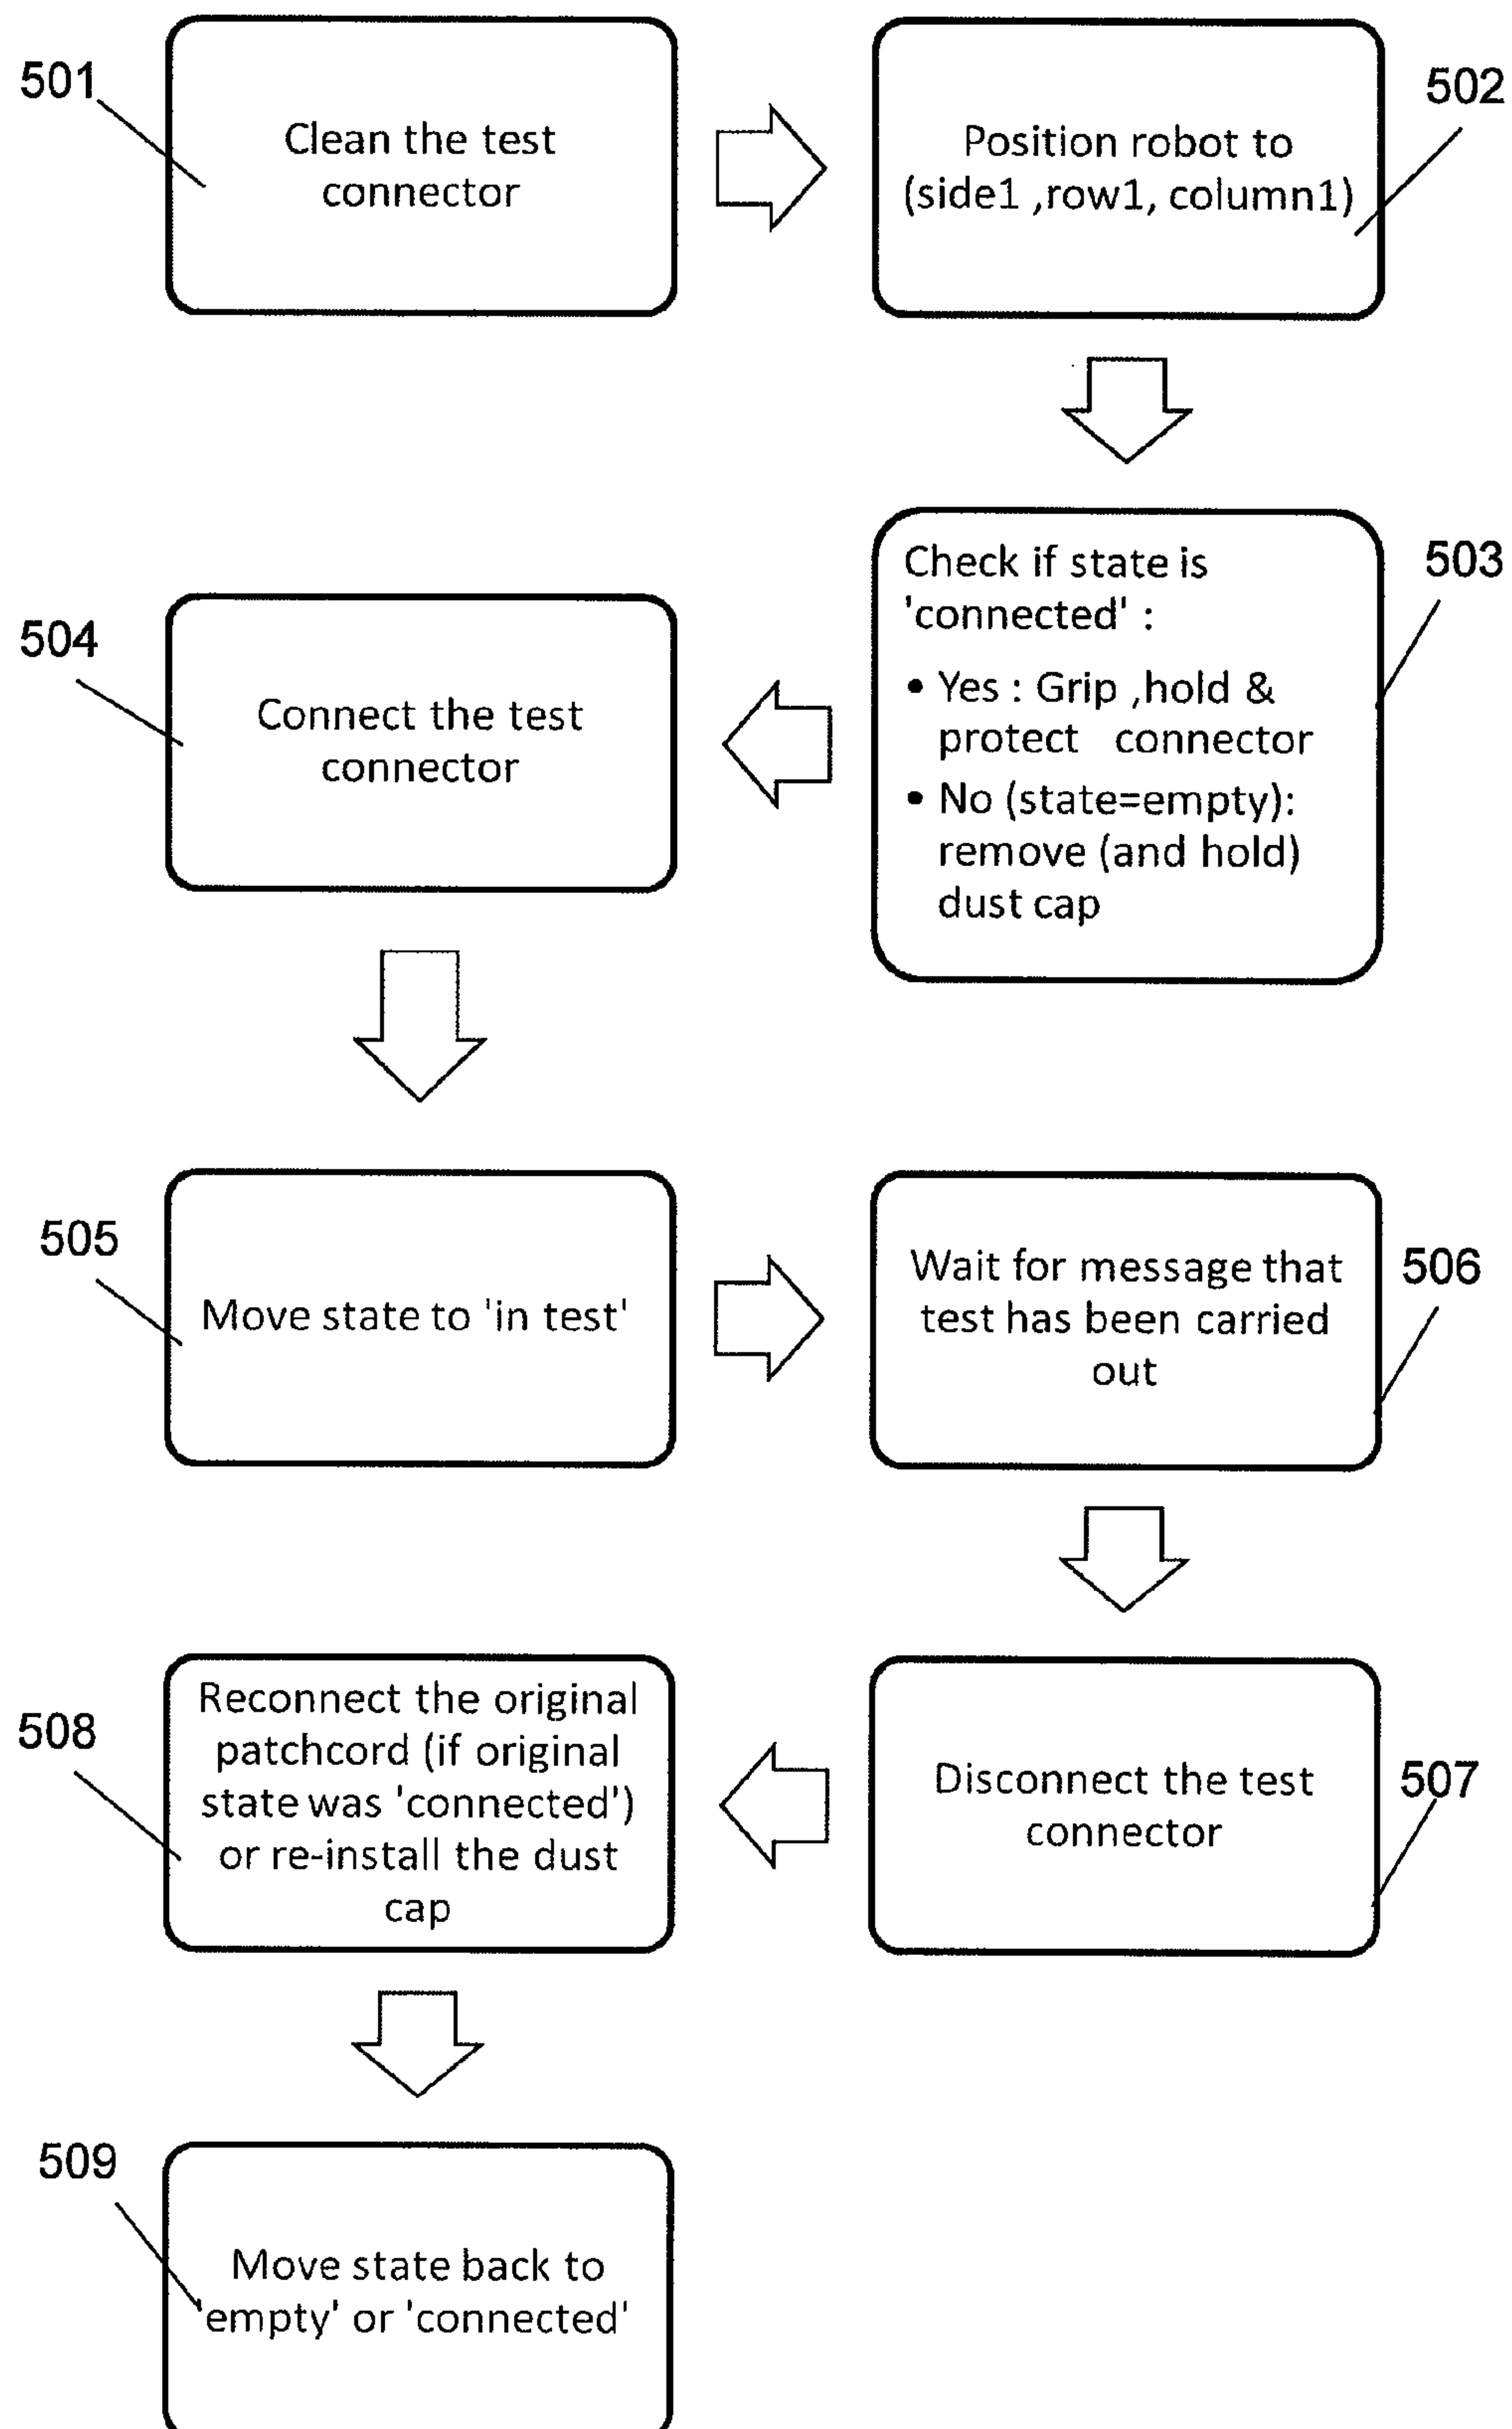 501
Clean the test
connector
502
Position robot to
(side1 ,row1, column1)
503
Check if state is
'connected' :
• Yes : Grip ,hold &
protect connector
• No (state=empty):
remove (and hold)
dust cap
504
Connect the test
connector
505
Move state to 'in test'
506
Wait for message that
test has been carried
out
507
Disconnect the test
connector
508
Reconnect the original
patchcord (if original
state was 'connected')
or re-install the dust
cap
509
Move state back to
'empty' or 'connected'